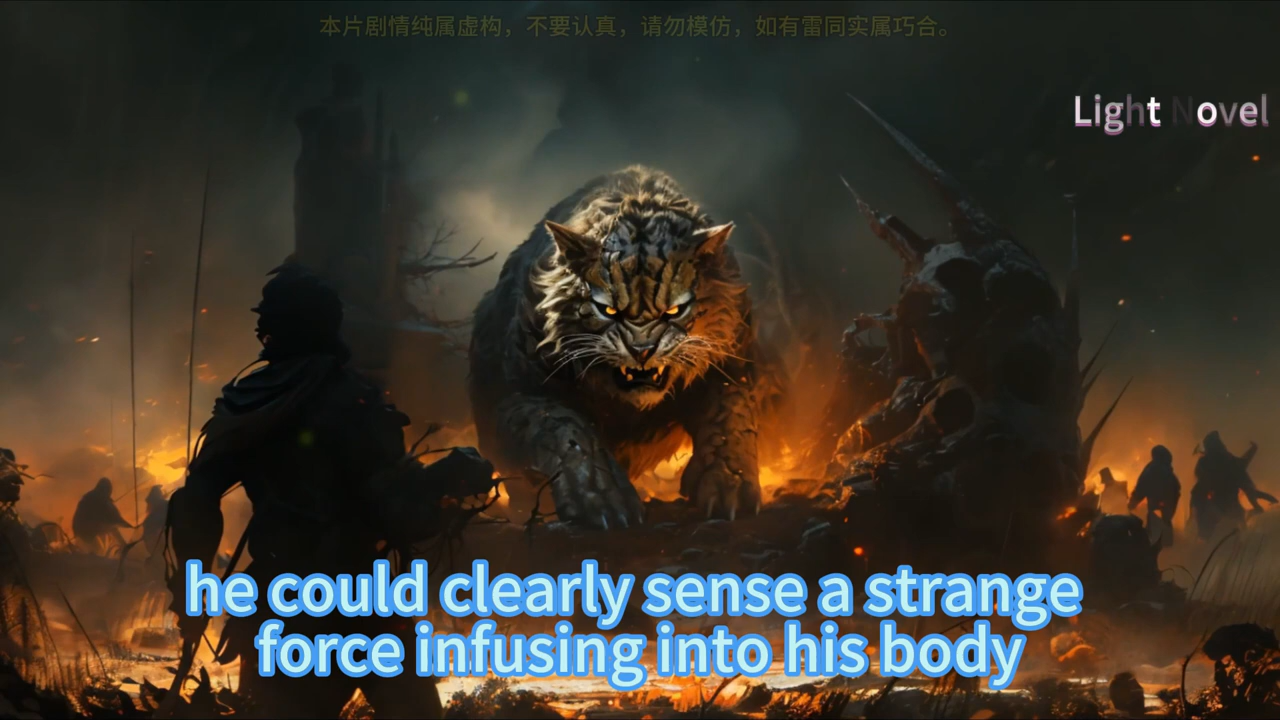 本片剧情纯属虚构，不要认真，请勿模仿，如有雷同实属巧合。
Light Novel
he could clearly sense a strange
force infusing into his body